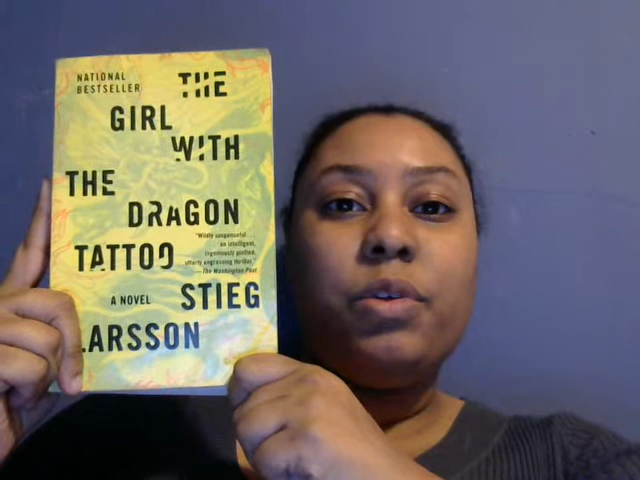 NATIONAL
BESTSELLER
THE
GIRL
WITH
THE
DRAGON
TATTOO
"Wildly suspenseful. . .
an intelligent,
ingeniously plotted,
utterly engrossing thriller."
—The Washington Post
A NOVEL
STIEG
LARSSON